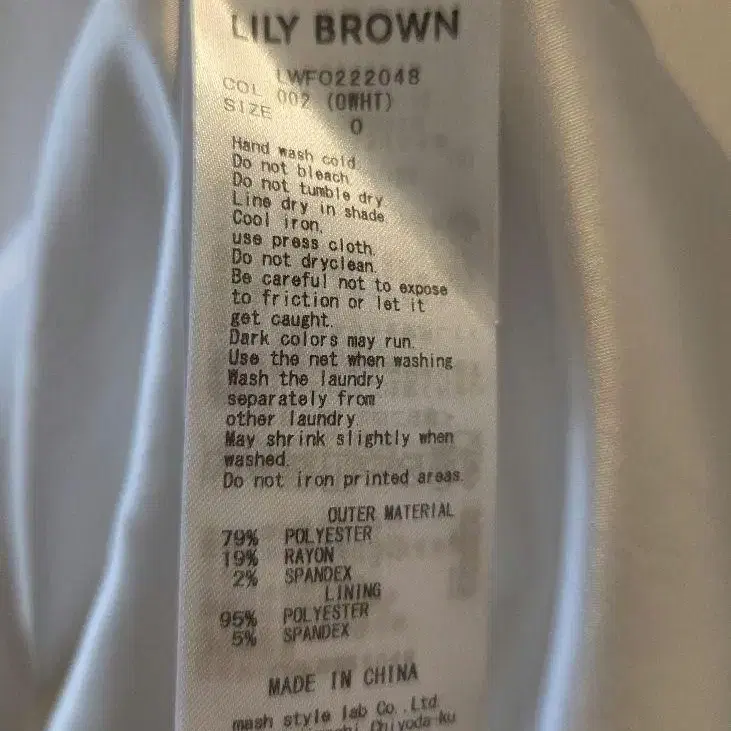 LILY BROWN
LWFO222048
COL 002 (OWHT)
SIZE 0
Hand wash cold
Do not bleach
Do not tumble dry
Line dry in shade
Cool iron.
use press cloth.
Do not dryclean.
Be careful not to expose
to friction or let it
get caught.
Dark colors may run.
Use the net when washing
Wash the laundry
separately from
other laundry
May shrink slightly when
washed.
Do not iron printed areas.
OUTER MATERIAL
79% POLYESTER
19% RAYON
2% SPANDEX
LINING
95% POLYESTER
5% SPANDEX
MADE IN CHINA
mash style lab Co.,Ltd.
Chiyoda-ku